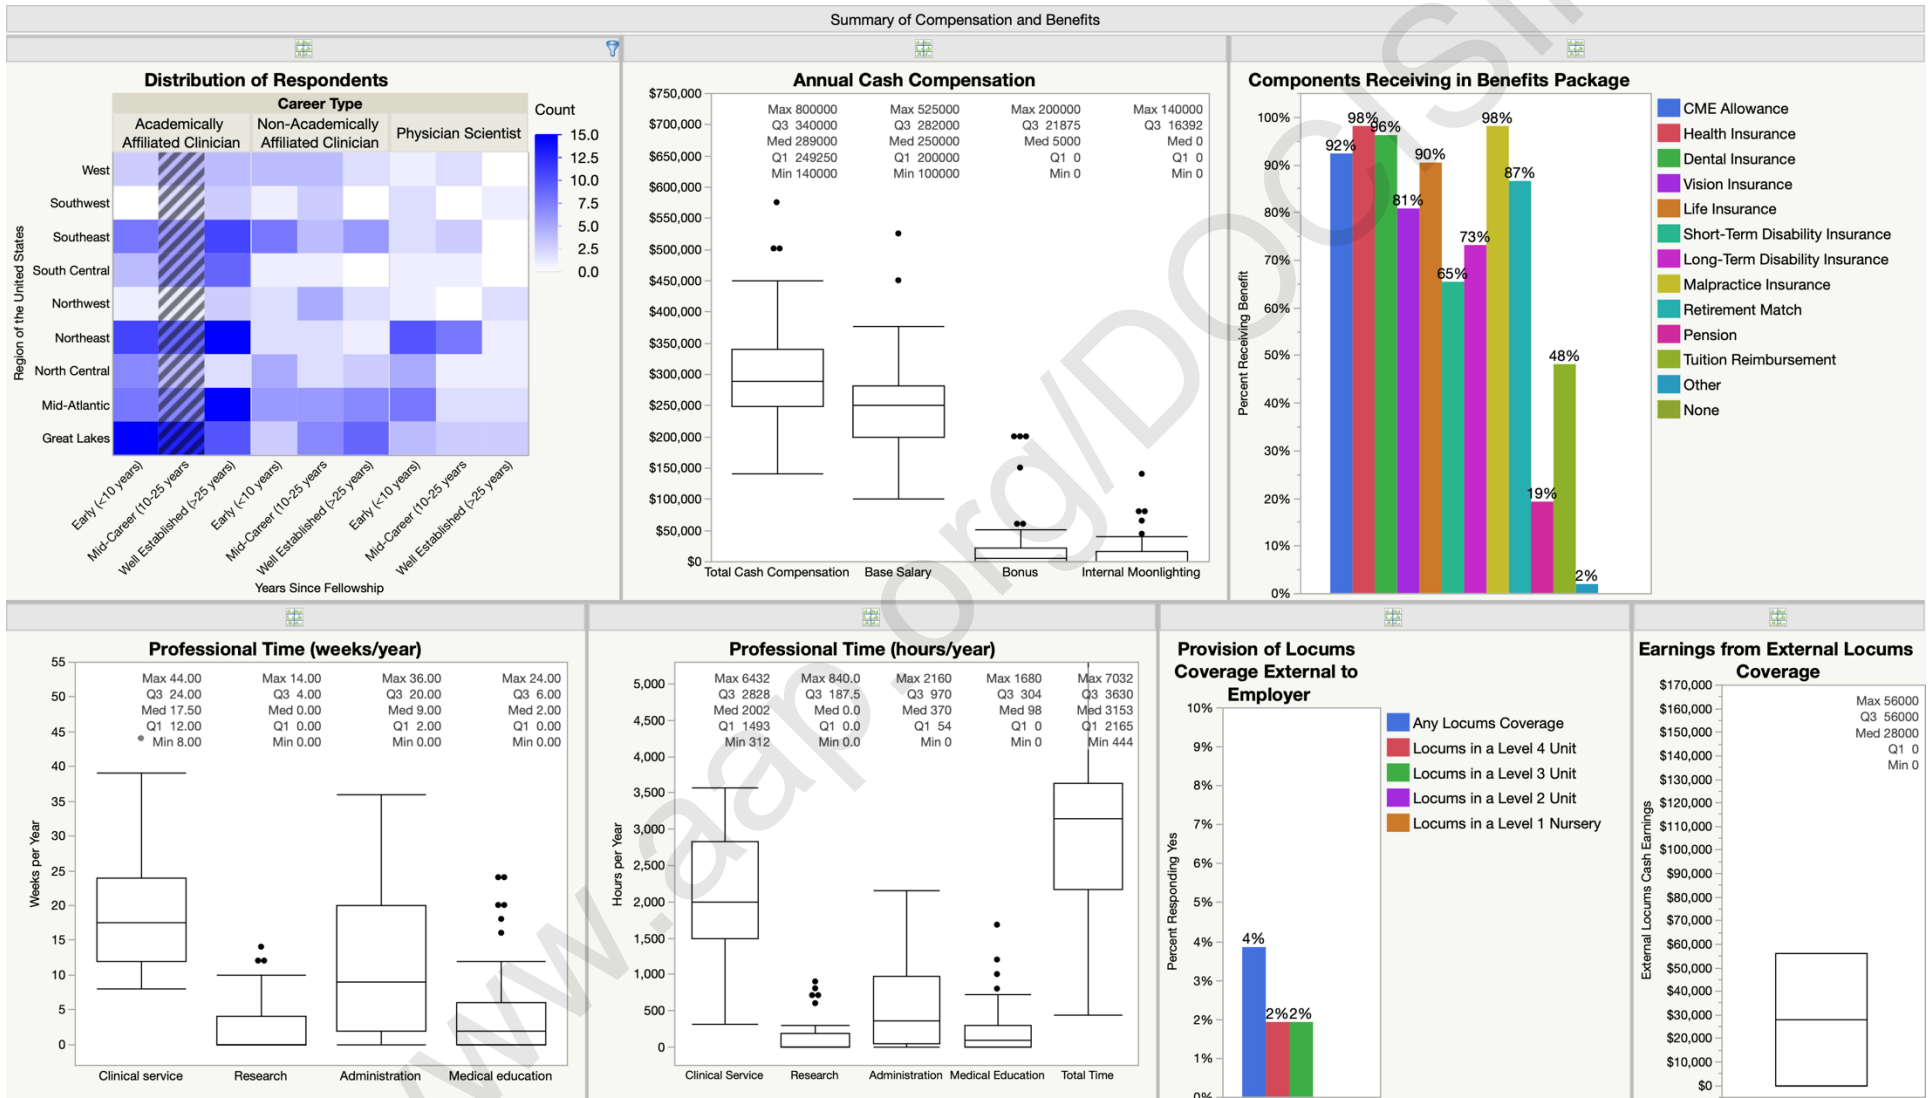 Summary of Compensation and Benefits
Distribution of Respondents
Career Type
Academically
Affiliated Clinician
Non-Academically
Affiliated Clinician
Physician Scientist
Count
15.0
12.5
10.0
7.5
5.0
2.5
0.0
Region of the United States
West
Southwest
Southeast
South Central
Northwest
Northeast
North Central
Mid-Atlantic
Great Lakes
Early (<10 years)
Mid-Career (10-25 years
Well Established (>25 years)
Early (<10 years)
Mid-Career (10-25 years
Well Established (>25 years)
Early (<10 years)
Mid-Career (10-25 years
Well Established (>25 years)
Years Since Fellowship
Annual Cash Compensation
$750,000
$700,000
$650,000
$600,000
$550,000
$500,000
$450,000
$400,000
$350,000
$300,000
$250,000
$200,000
$150,000
$100,000
$50,000
$0
Max 800000
Q3 340000
Med 289000
Q1 249250
Min 140000
Max 525000
Q3 282000
Med 250000
Q1 200000
Min 100000
Max 200000
Q3 21875
Med 5000
Q1 0
Min 0
Max 140000
Q3 16392
Med 0
Q1 0
Min 0
Total Cash Compensation
Base Salary
Bonus
Internal Moonlighting
Components Receiving in Benefits Package
Percent Receiving Benefit
100%
90%
80%
70%
60%
50%
40%
30%
20%
10%
0%
92%
98%
96%
81%
90%
65%
73%
98%
87%
19%
48%
2%
CME Allowance
Health Insurance
Dental Insurance
Vision Insurance
Life Insurance
Short-Term Disability Insurance
Long-Term Disability Insurance
Malpractice Insurance
Retirement Match
Pension
Tuition Reimbursement
Other
None
Professional Time (weeks/year)
Weeks per Year
55
50
45
40
35
30
25
20
15
10
5
0
Max 44.00
Q3 24.00
Med 17.50
Q1 12.00
Min 8.00
Max 14.00
Q3 4.00
Med 0.00
Q1 0.00
Min 0.00
Max 36.00
Q3 20.00
Med 9.00
Q1 2.00
Min 0.00
Max 24.00
Q3 6.00
Med 2.00
Q1 0.00
Min 0.00
Clinical service
Research
Administration
Medical education
Professional Time (hours/year)
Hours per Year
5,000
4,500
4,000
3,500
3,000
2,500
2,000
1,500
1,000
500
0
Max 6432
Q3 2828
Med 2002
Q1 1493
Min 312
Max 840.0
Q3 187.5
Med 0.0
Q1 0.0
Min 0.0
Max 2160
Q3 970
Med 370
Q1 54
Min 0
Max 1680
Q3 304
Med 98
Q1 0
Min 0
Max 7032
Q3 3630
Med 3153
Q1 2165
Min 444
Clinical Service
Research
Administration
Medical Education
Total Time
Provision of Locums
Coverage External to
Employer
Percent Responding Yes
10%
9%
8%
7%
6%
5%
4%
3%
2%
1%
0%
4%
2%
2%
Any Locums Coverage
Locums in a Level 4 Unit
Locums in a Level 3 Unit
Locums in a Level 2 Unit
Locums in a Level 1 Nursery
Earnings from External Locums
Coverage
External Locums Cash Earnings
$170,000
$160,000
$150,000
$140,000
$130,000
$120,000
$110,000
$100,000
$90,000
$80,000
$70,000
$60,000
$50,000
$40,000
$30,000
$20,000
$10,000
$0
Max 56000
Q3 56000
Med 28000
Q1 0
Min 0